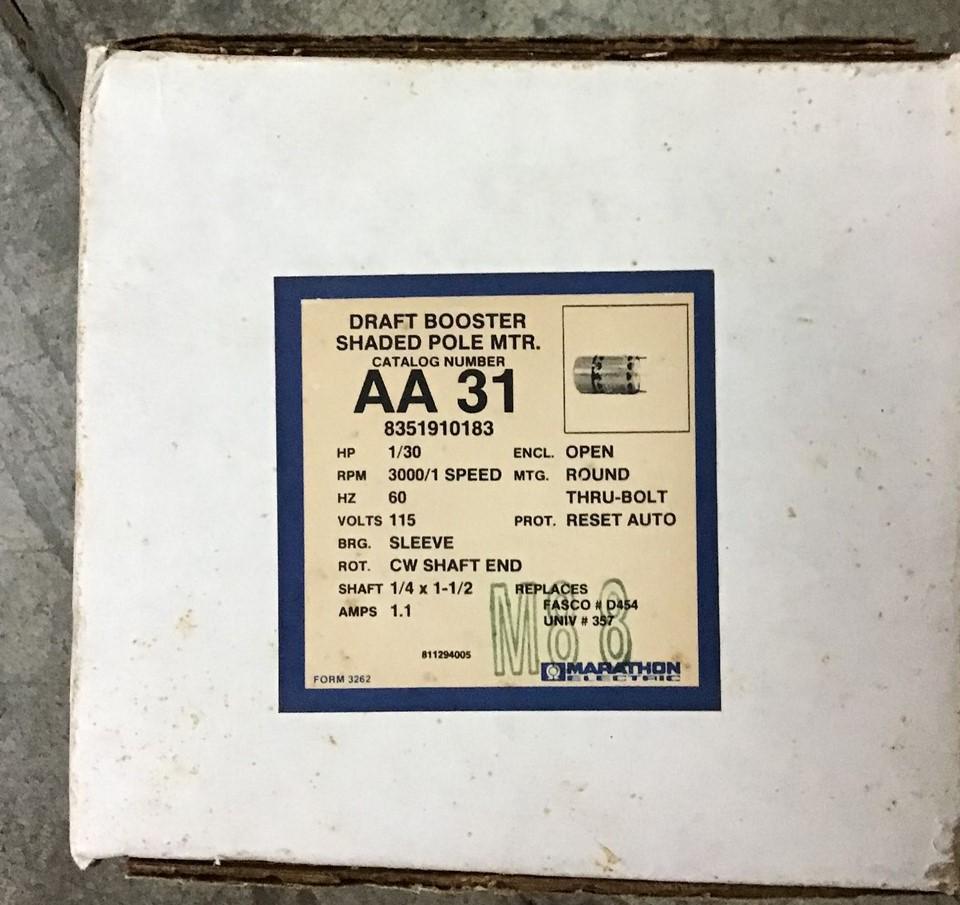 DRAFT BOOSTER
SHADED POLE MTR.
CATALOG NUMBER
AA 31
8351910183
HP 1/30 ENCL. OPEN
RPM 3000/1 SPEED MTG. ROUND
HZ 60 THRU-BOLT
VOLTS 115 PROT. RESET AUTO
BRG. SLEEVE
ROT. CW SHAFT END
SHAFT 1/4 x 1-1/2 REPLACES
FASCO # D454
AMPS 1.1
UNIV # 357
M88
811294005
MARATHON
ELECTRIC
FORM 3262